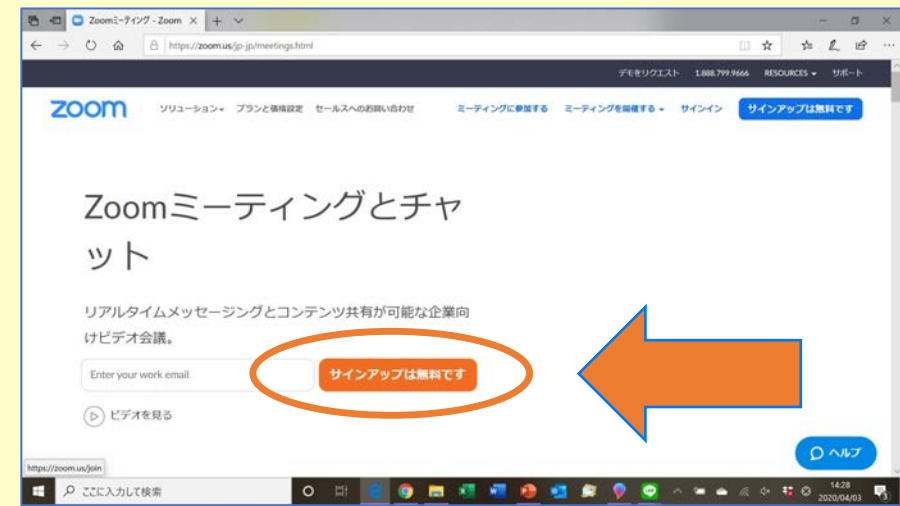 Zoomミーティング - Zoom
https://zoom.us/jp-jp/meetings.html
デモをリクエスト 1.888.799.9666 RESOURCES サポート
zoom ソリューション プランと価格設定 セールスへのお問い合わせ ミーティングに参加する ミーティングを開催する サインイン サインアップは無料です
Zoomミーティングとチャ
ット
リアルタイムメッセージングとコンテンツ共有が可能な企業向
けビデオ会議。
Enter your work email サインアップは無料です
ビデオを見る
ヘルプ
https://zoom.us/join
ここに入力して検索
14:28
2020/04/03